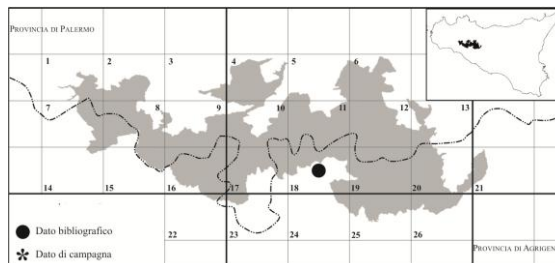 PROVINCIA DI PALERMO
1 2 3 4 5 6
7 8 9 10 11 12 13
14 15 16 17 18 19 20 21
22 23 24 25 26
Dato bibliografico
Dato di campagna
PROVINCIA DI AGRIGEN